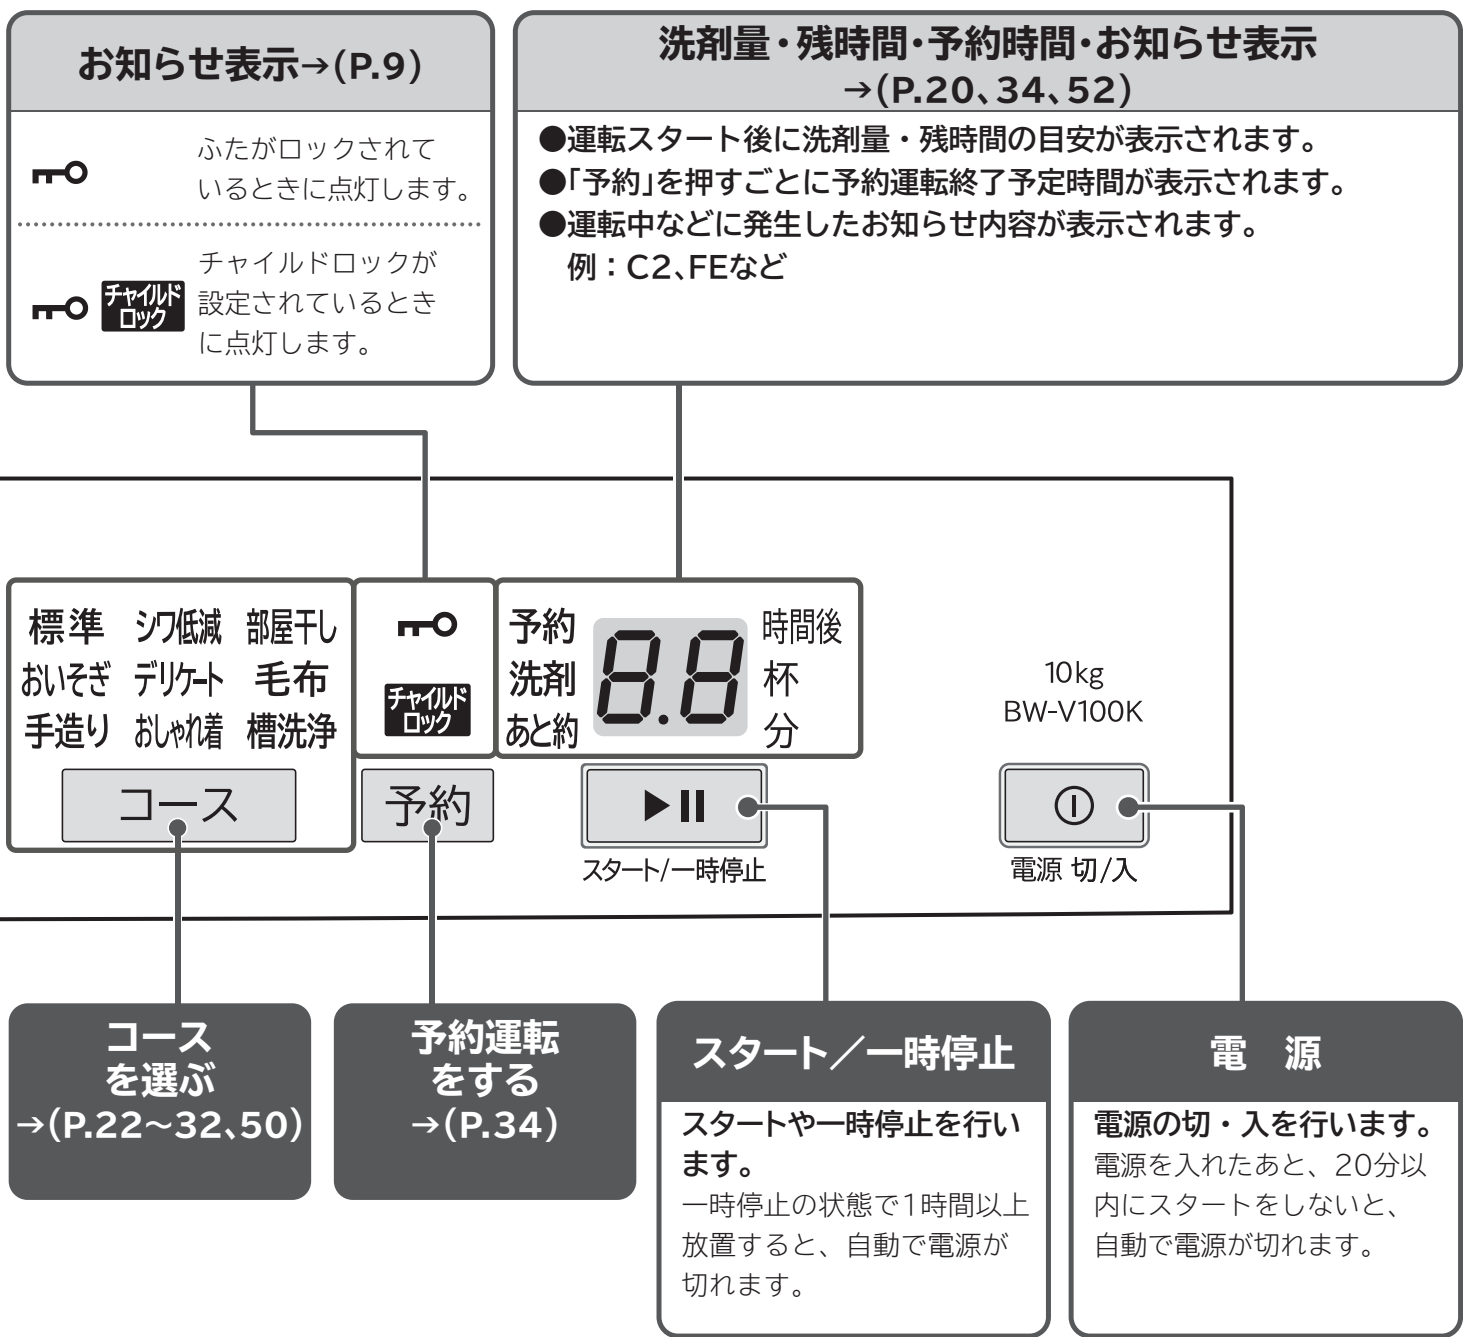 お知らせ表示→(P.9)
ふたがロックされて
いるときに点灯します。
チャイルド
ロック
チャイルドロックが
設定されているとき
に点灯します。
洗剤量・残時間・予約時間・お知らせ表示
→(P.20、34、52)
●運転スタート後に洗剤量・残時間の目安が表示されます。
●「予約」を押すごとに予約運転終了予定時間が表示されます。
●運転中などに発生したお知らせ内容が表示されます。
例：C2、FEなど
標準 シワ低減 部屋干し
おいそぎ デリケート 毛布
手造り おしゃれ着 槽洗浄
コース
チャイルド
ロック
予約
予約 8.8 時間後
洗剤 杯
あと約 分
スタート/一時停止
10kg
BW-V100K
電源 切/入
コース
を選ぶ
→(P.22〜32、50)
予約運転
をする
→(P.34)
スタート／一時停止
スタートや一時停止を行い
ます。
一時停止の状態で1時間以上
放置すると、自動で電源が
切れます。
電 源
電源の切・入を行います。
電源を入れたあと、20分以
内にスタートをしないと、
自動で電源が切れます。